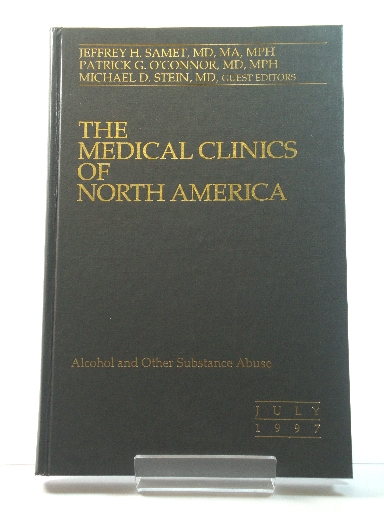 JEFFREY H. SAMET, MD, MA, MPH
PATRICK G. O'CONNOR, MD, MPH
MICHAEL D. STEIN, MD, GUEST EDITORS
THE
MEDICAL CLINICS
OF
NORTH AMERICA
Alcohol and Other Substance Abuse
JULY
1997